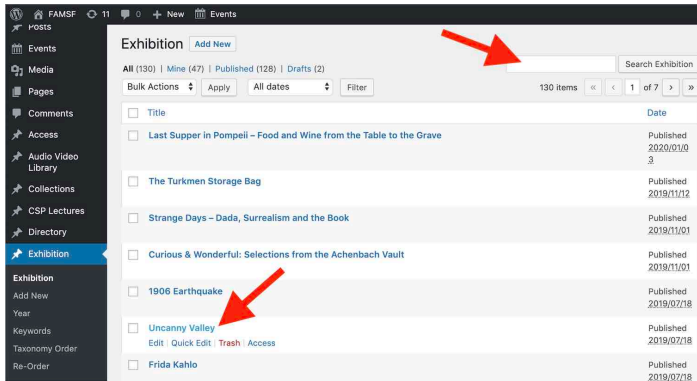 FAMSF 11 0 + New Events
Posts
Events
Media
Pages
Comments
Access
Audio Video
Library
Collections
CSP Lectures
Directory
Exhibition
Exhibition
Add New
Year
Keywords
Taxonomy Order
Re-Order
Exhibition Add New
All (130) | Mine (47) | Published (128) | Drafts (2)
Search Exhibition
Bulk Actions Apply All dates Filter
130 items « ‹ 1 of 7 › »
Title Date
Last Supper in Pompeii – Food and Wine from the Table to the Grave Published
2020/01/0
3
The Turkmen Storage Bag Published
2019/11/12
Strange Days – Dada, Surrealism and the Book Published
2019/11/01
Curious & Wonderful: Selections from the Achenbach Vault Published
2019/11/01
1906 Earthquake Published
2019/07/18
Uncanny Valley Published
Edit | Quick Edit | Trash | Access 2019/07/18
Frida Kahlo Published
2019/07/18